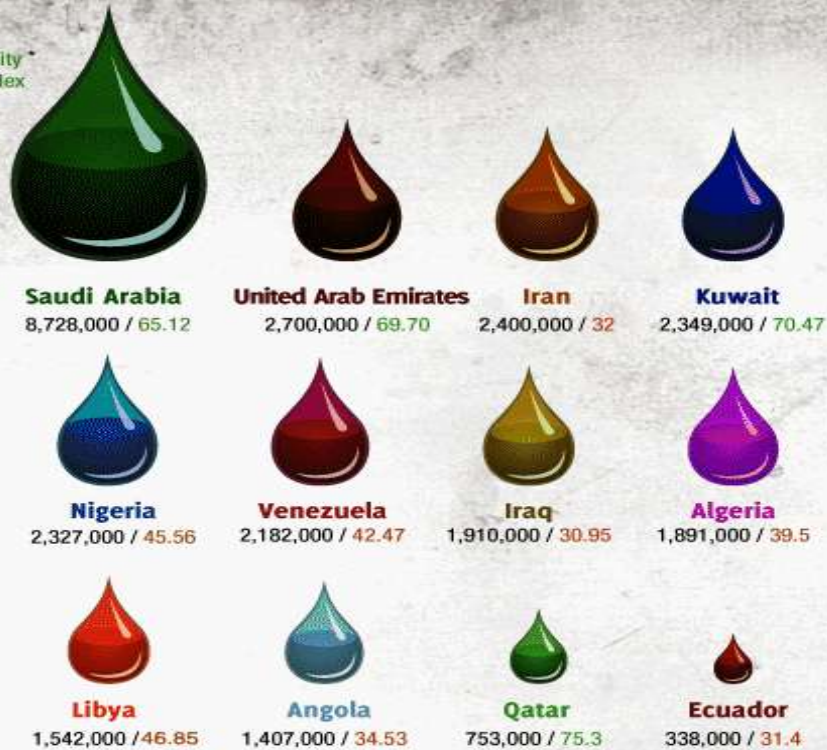 Saudi Arabia
8,728,000 / 65.12
United Arab Emirates
2,700,000 / 69.70
Iran
2,400,000 / 32
Kuwait
2,349,000 / 70.47
Nigeria
2,327,000 / 45.56
Venezuela
2,182,000 / 42.47
Iraq
1,910,000 / 30.95
Algeria
1,891,000 / 39.5
Libya
1,542,000 /46.85
Angola
1,407,000 / 34.53
Qatar
753,000 / 75.3
Ecuador
338,000 / 31.4